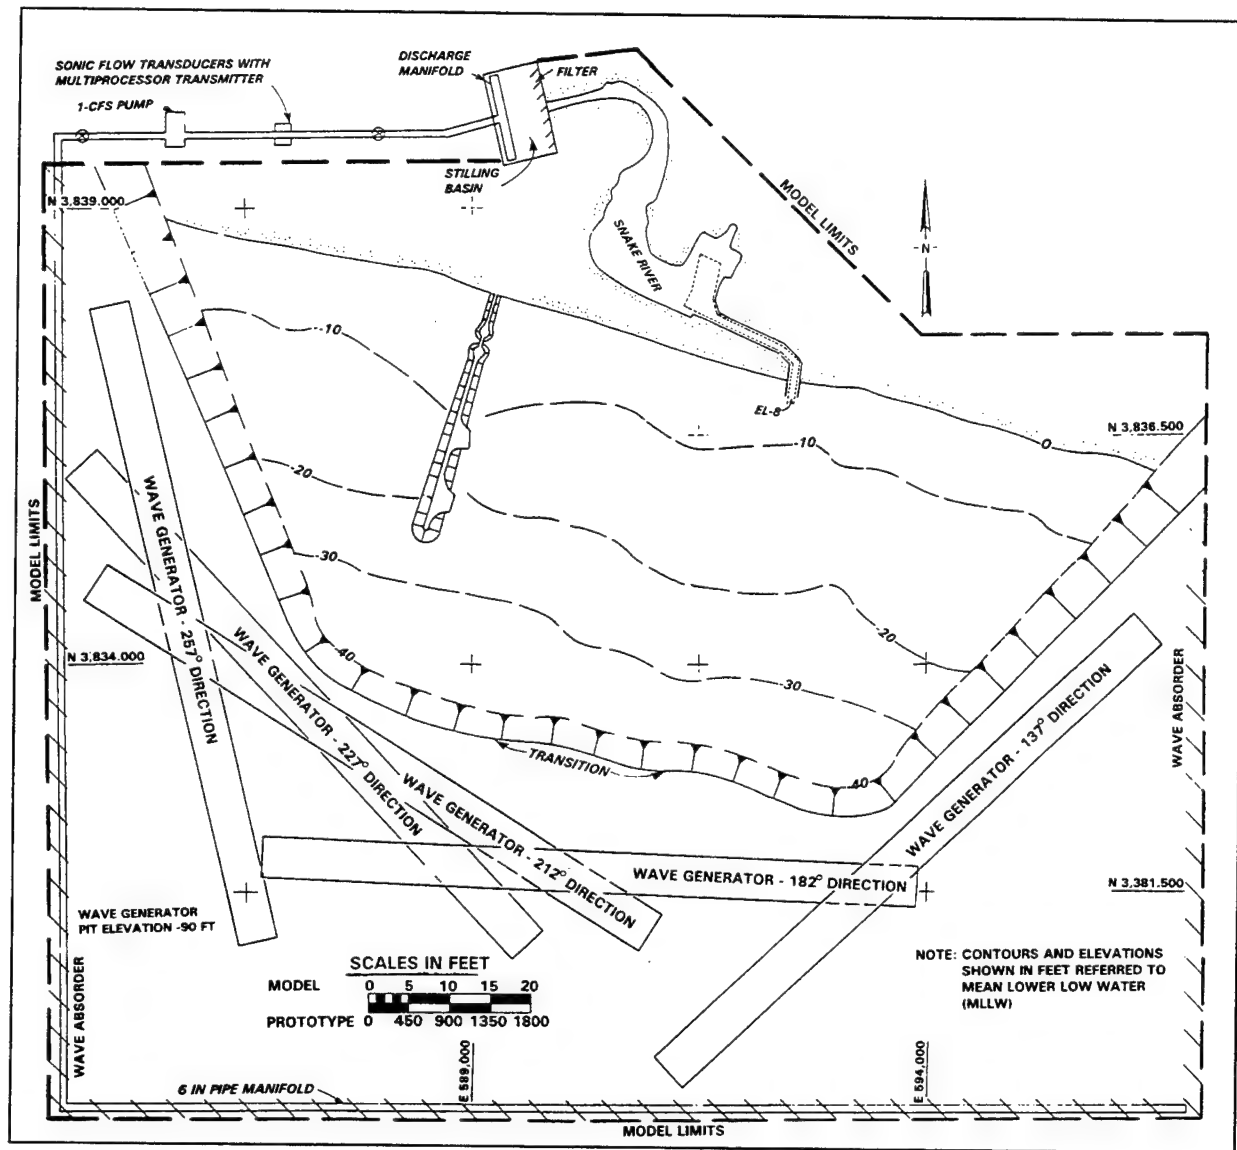 SONIC FLOW TRANSDUCERS WITH
MULTIPROCESSOR TRANSMITTER
1-CFS PUMP
DISCHARGE
MANIFOLD
FILTER
STILLING
BASIN
N 3,839.000
MODEL LIMITS
SNAKE RIVER
N
EL-8
N 3,836.500
-10
-10
0
-20
-20
-30
-30
-40
-40
TRANSITION
MODEL LIMITS
N 3,834.000
WAVE GENERATOR - 257° DIRECTION
WAVE GENERATOR - 227° DIRECTION
WAVE GENERATOR - 212° DIRECTION
WAVE GENERATOR - 182° DIRECTION
WAVE GENERATOR - 137° DIRECTION
WAVE ABSORDER
N 3,381.500
WAVE GENERATOR
PIT ELEVATION -90 FT
WAVE ABSORDER
SCALES IN FEET
MODEL 0 5 10 15 20
PROTOTYPE 0 450 900 1350 1800
NOTE: CONTOURS AND ELEVATIONS
SHOWN IN FEET REFERRED TO
MEAN LOWER LOW WATER
(MLLW)
E 589,000
E 594,000
6 IN PIPE MANIFOLD
MODEL LIMITS